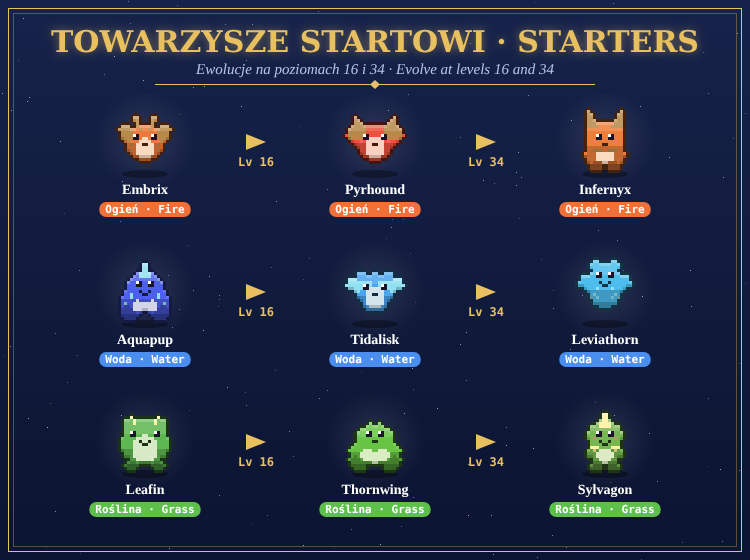 TOWARZYSZE STARTOWI · STARTERS
Ewolucje na poziomach 16 i 34 · Evolve at levels 16 and 34
Lv 16
Lv 34
Embrix
Pyrhound
Infernyx
Ogień · Fire
Ogień · Fire
Ogień · Fire
Lv 16
Lv 34
Aquapup
Tidalisk
Leviathorn
Woda · Water
Woda · Water
Woda · Water
Lv 16
Lv 34
Leafin
Thornwing
Sylvagon
Roślina · Grass
Roślina · Grass
Roślina · Grass